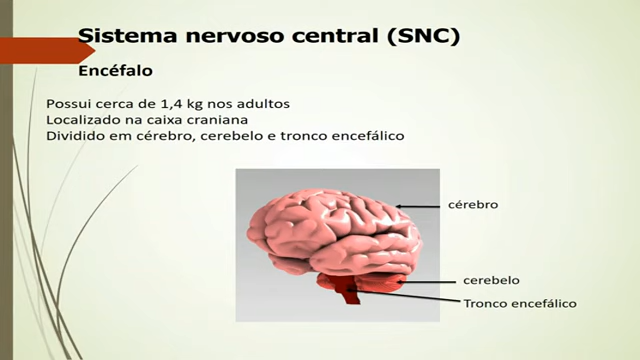 Sistema nervoso central (SNC)
Encéfalo
Possui cerca de 1,4 kg nos adultos
Localizado na caixa craniana
Dividido em cérebro, cerebelo e tronco encefálico
cérebro
cerebelo
Tronco encefálico